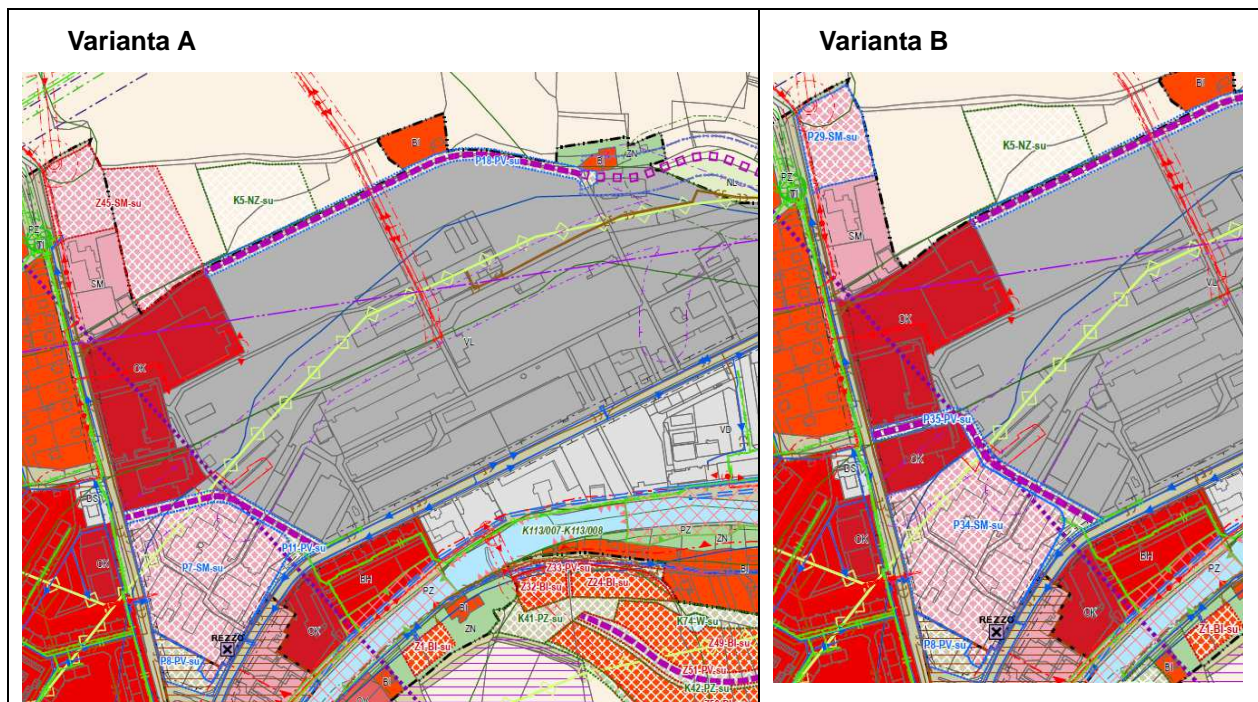 Varianta A
BI
P18-PV-su
BI
ZN
Z45-SM-su
K5-NZ-su
NL
PZ
TI
SM
OK
VL
VD
DS
K113/007-K113/008
P11-PV-su
PZ
ZN
OK
P7-SM-su
BH
Z33-PV-su
Z32-BI-su
Z24-BI-su
BI
PZ
BI
OK
K41-PZ-su
K74-W-su
ZN
REZZO
Z49-BI-su
P8-PV-su
Z1-BI-su
Z51-PV-su
K42-PZ-su
Varianta B
BI
P29-SM-su
K5-NZ-su
PZ
TI
SM
OK
VL
P35-PV-su
DS
OK
P34-SM-su
OK
BH
REZZO
OK
PZ
P8-PV-su
Z1-BI-su
BI
ZN